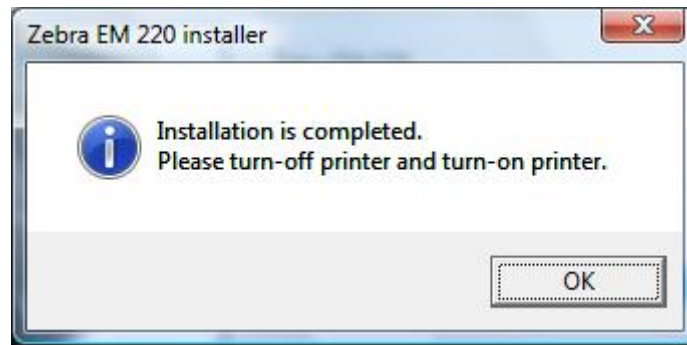 Zebra EM 220 installer
Installation is completed.
Please turn-off printer and turn-on printer.
OK